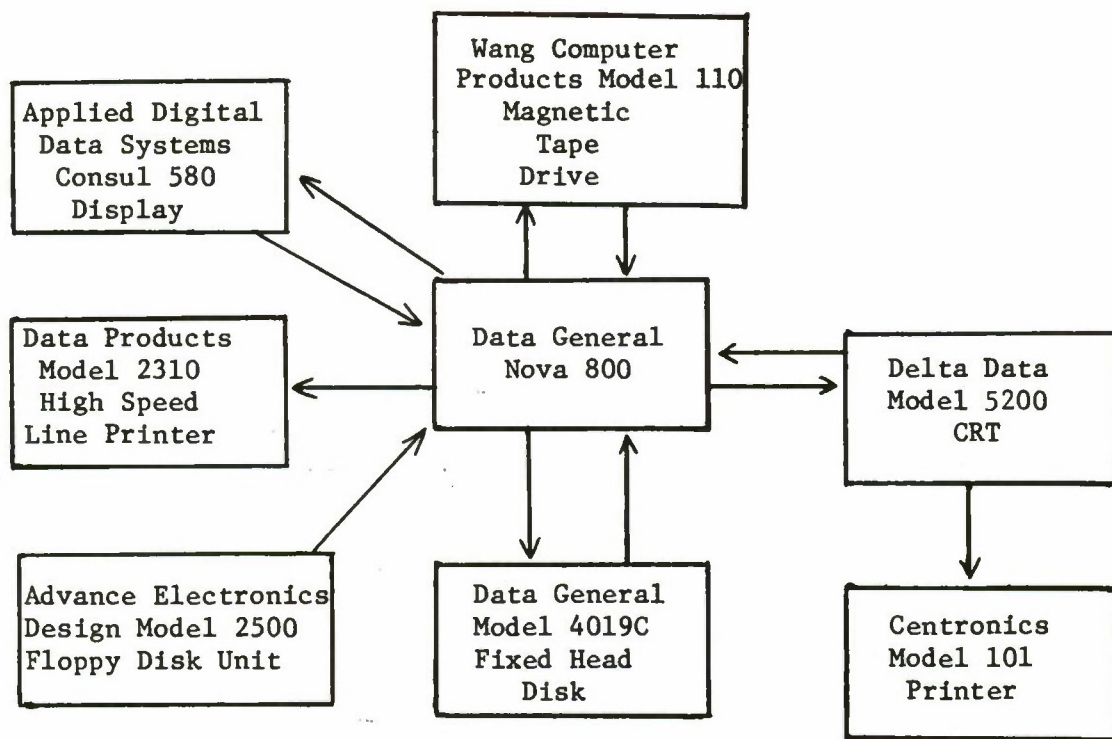 Wang Computer
Products Model 110
Magnetic
Tape
Drive
Applied Digital
Data Systems
Consul 580
Display
Data General
Nova 800
Data Products
Model 2310
High Speed
Line Printer
Delta Data
Model 5200
CRT
Advance Electronics
Design Model 2500
Floppy Disk Unit
Data General
Model 4019C
Fixed Head
Disk
Centronics
Model 101
Printer